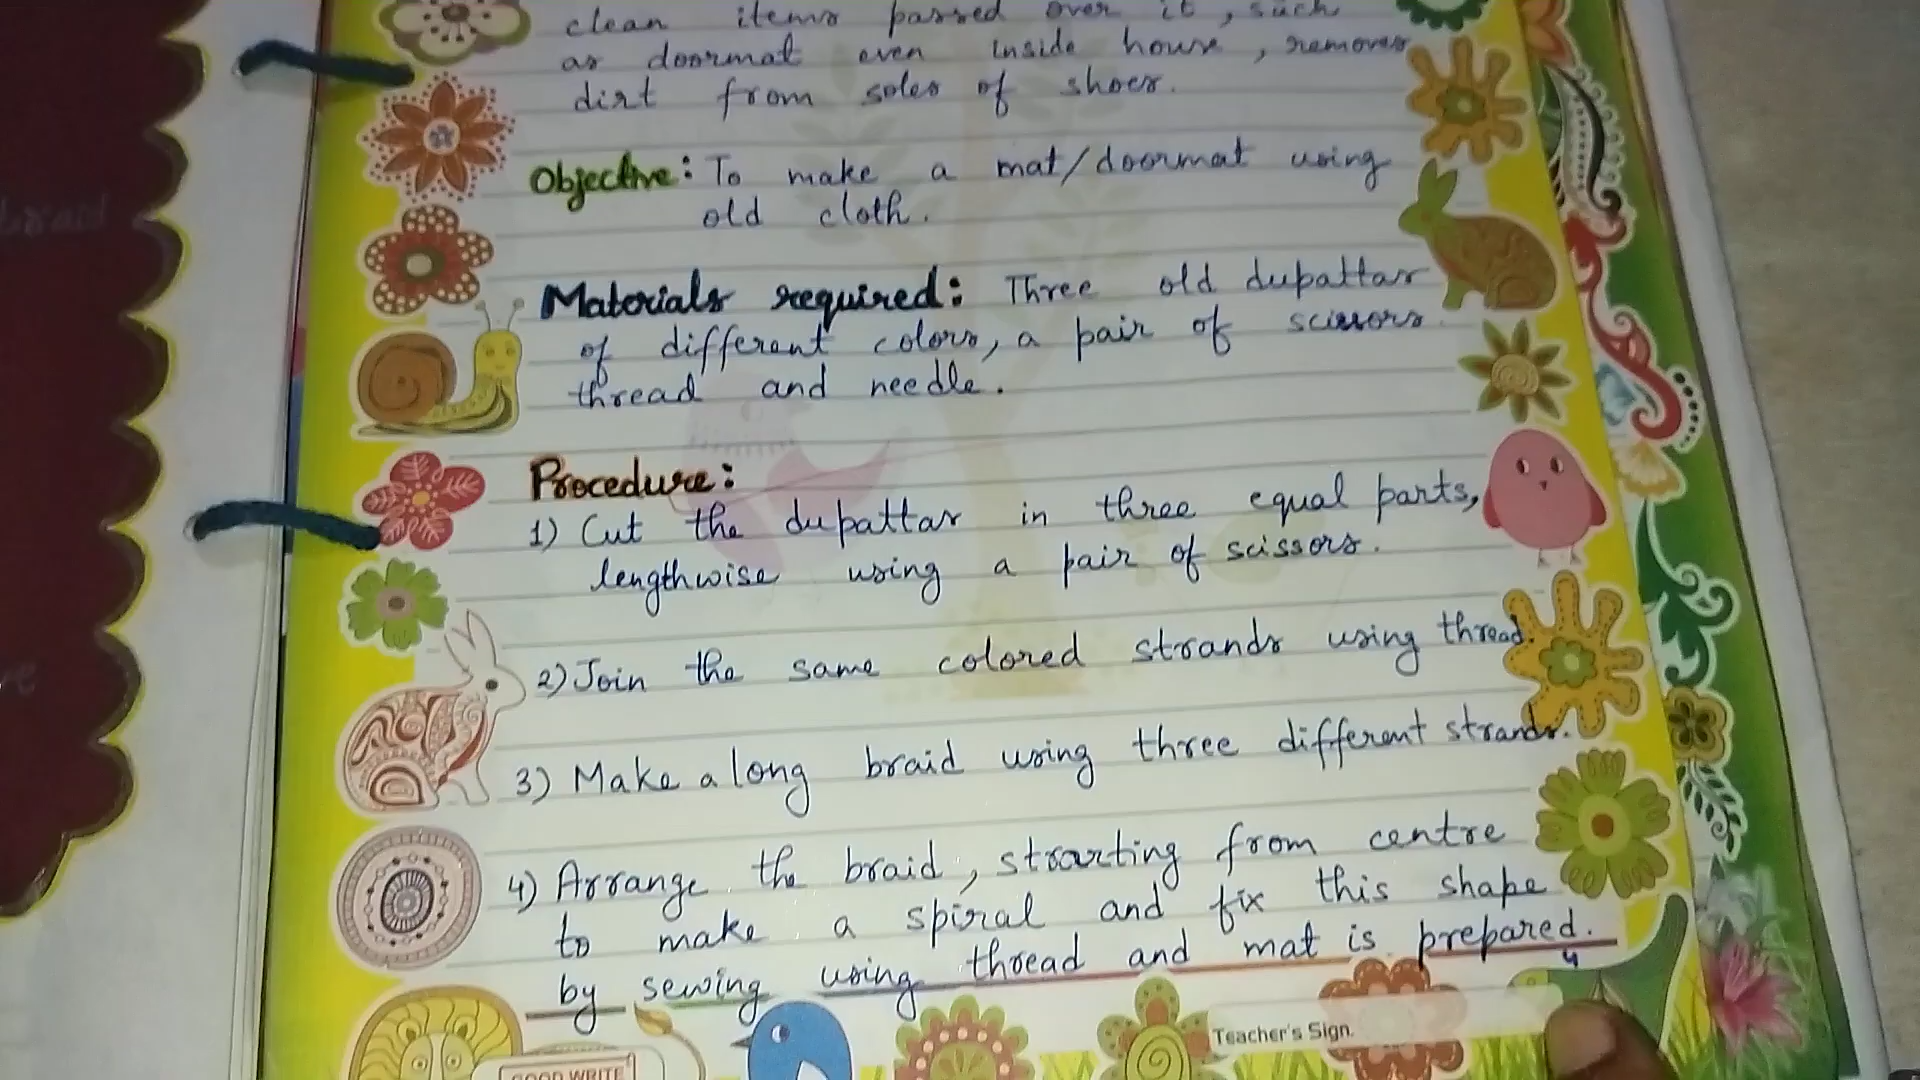 clean items passed over it, such
as doormat even inside house, removes
dirt from soles of shoes.
Objective: To make a mat/doormat using
old cloth.
Materials required: Three old dupattas
of different colors, a pair of scissors
thread and needle.
Procedure:
1) Cut the dupattas in three equal parts,
lengthwise using a pair of scissors.
2) Join the same colored strands using thread.
3) Make a long braid using three different strands.
4) Arrange the braid, starting from centre
to make a spiral and fix this shape
by sewing using thread and mat is prepared.
4
Teacher's Sign.
GOOD WRITE
braid